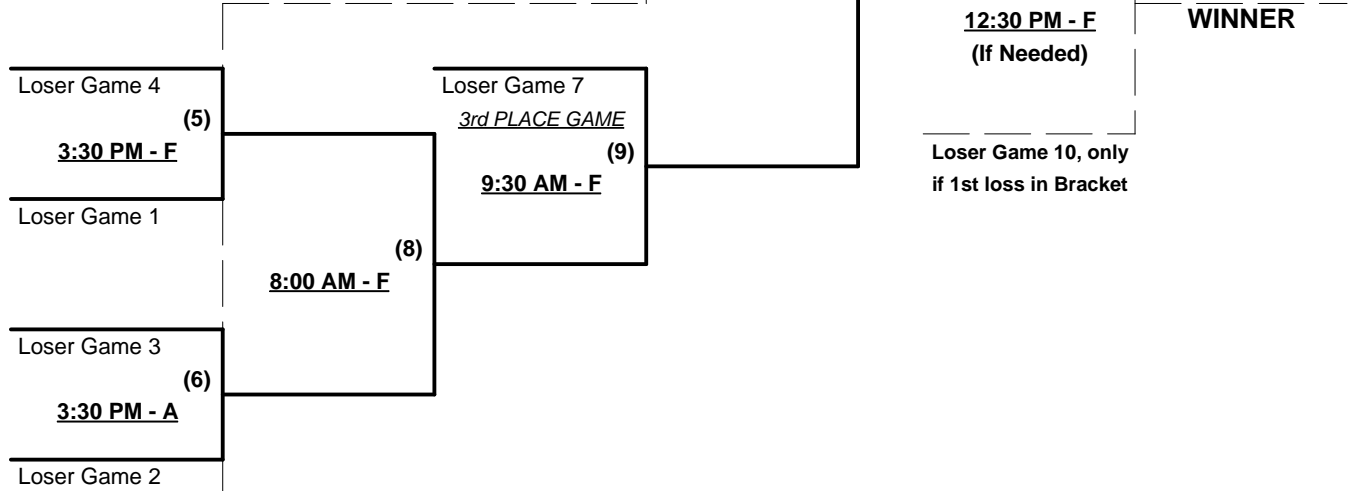 12:30 PM - F
(If Needed)
WINNER
Loser Game 4
(5)
3:30 PM - F
Loser Game 1
Loser Game 7
3rd PLACE GAME
(9)
9:30 AM - F
Loser Game 10, only
if 1st loss in Bracket
(8)
8:00 AM - F
Loser Game 3
(6)
3:30 PM - A
Loser Game 2